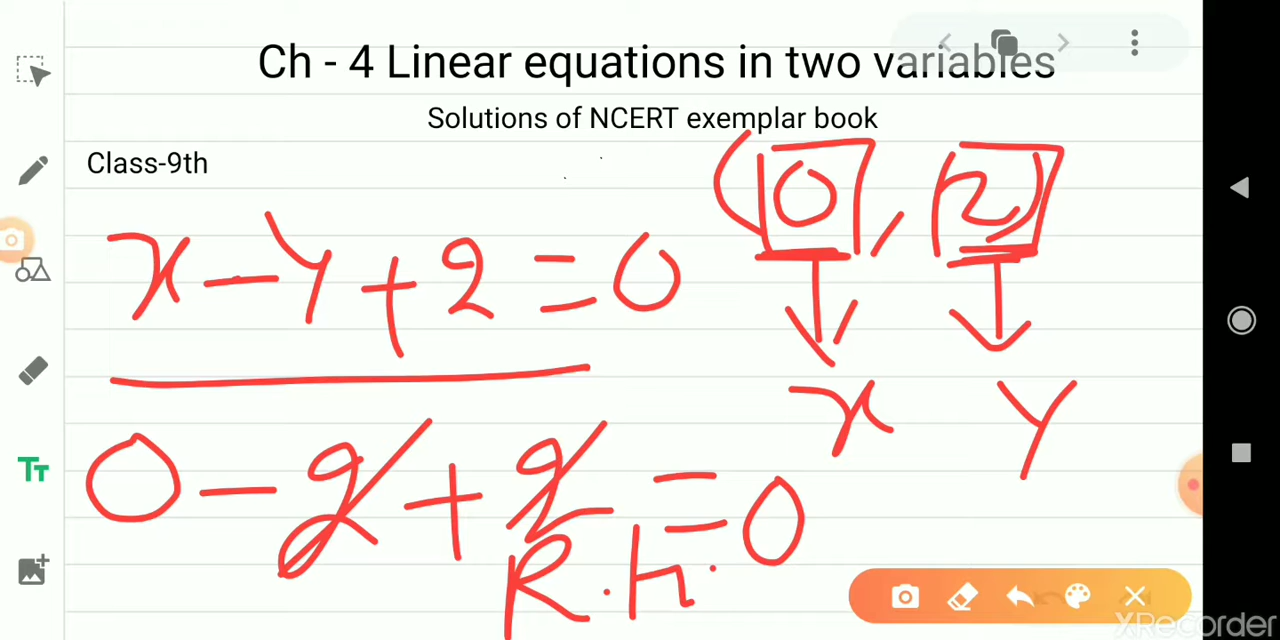 Ch - 4 Linear equations in two variables
Solutions of NCERT exemplar book
Class-9th
(0, 2)
x - y + 2 = 0
x y
0 - 2 + 2 = 0
R.H.
Tт
XRecorder